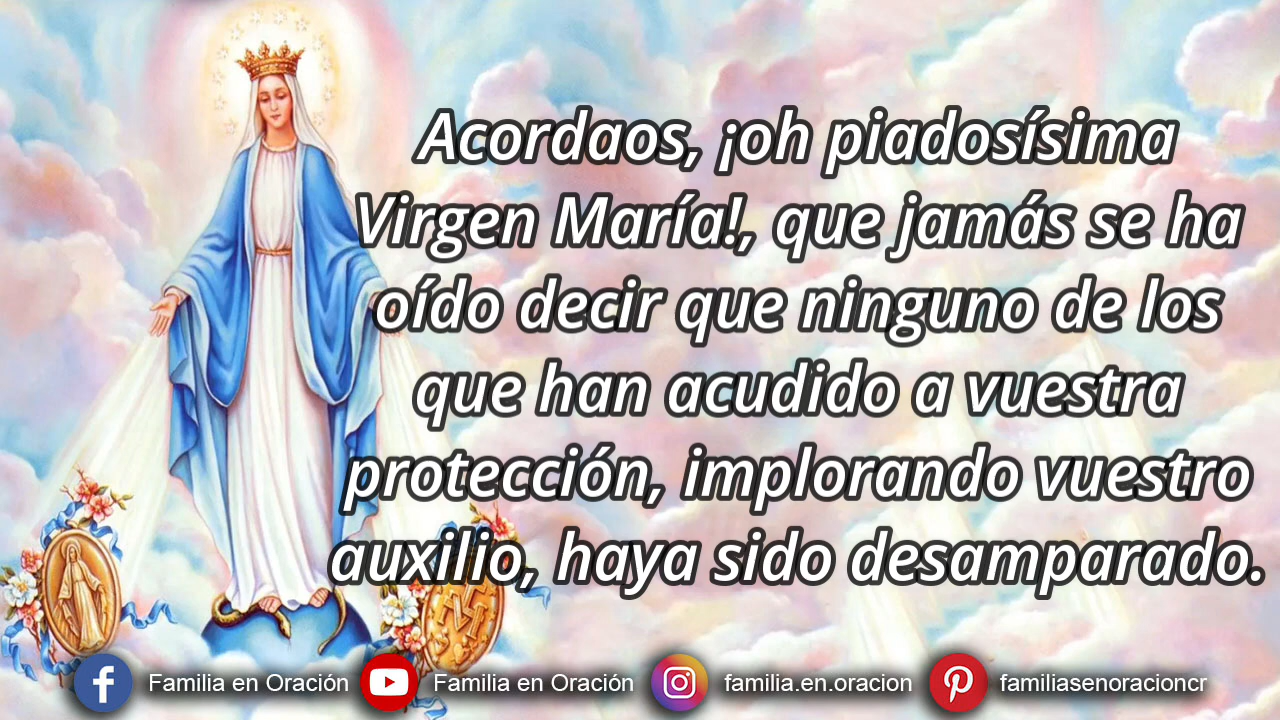 Acordaos, ¡oh piadosísima
Virgen María!, que jamás se ha
oído decir que ninguno de los
que han acudido a vuestra
protección, implorando vuestro
auxilio, haya sido desamparado.
Familia en Oración
Familia en Oración
familia.en.oracion
familiasenoracioncr